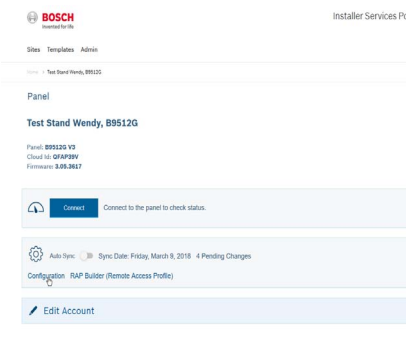 BOSCH
Invented for life
Installer Services Po
Sites Templates Admin
Home > Test Stand Wendy, B9512G
Panel
Test Stand Wendy, B9512G
Panel: B9512G V3
Cloud Id: QFAP39V
Firmware: 3.05.3617
Connect Connect to the panel to check status.
Auto Sync Sync Date: Friday, March 9, 2018 4 Pending Changes
Configuration RAP Builder (Remote Access Profile)
Edit Account